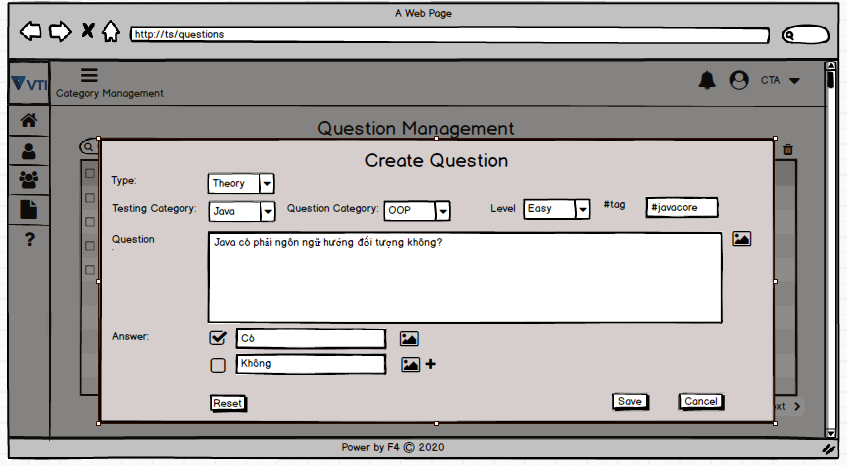 A Web Page
http://ts/questions
VTI
Category Management
CTA
Question Management
Create Question
Type:
Theory
Testing Category:
Java
Question Category:
OOP
Level
Easy
#tag
#javacore
Question
Java có phải ngôn ngữ hướng đối tượng không?
Answer:
Có
Không
Reset
Save
Cancel
xt
Power by F4 © 2020